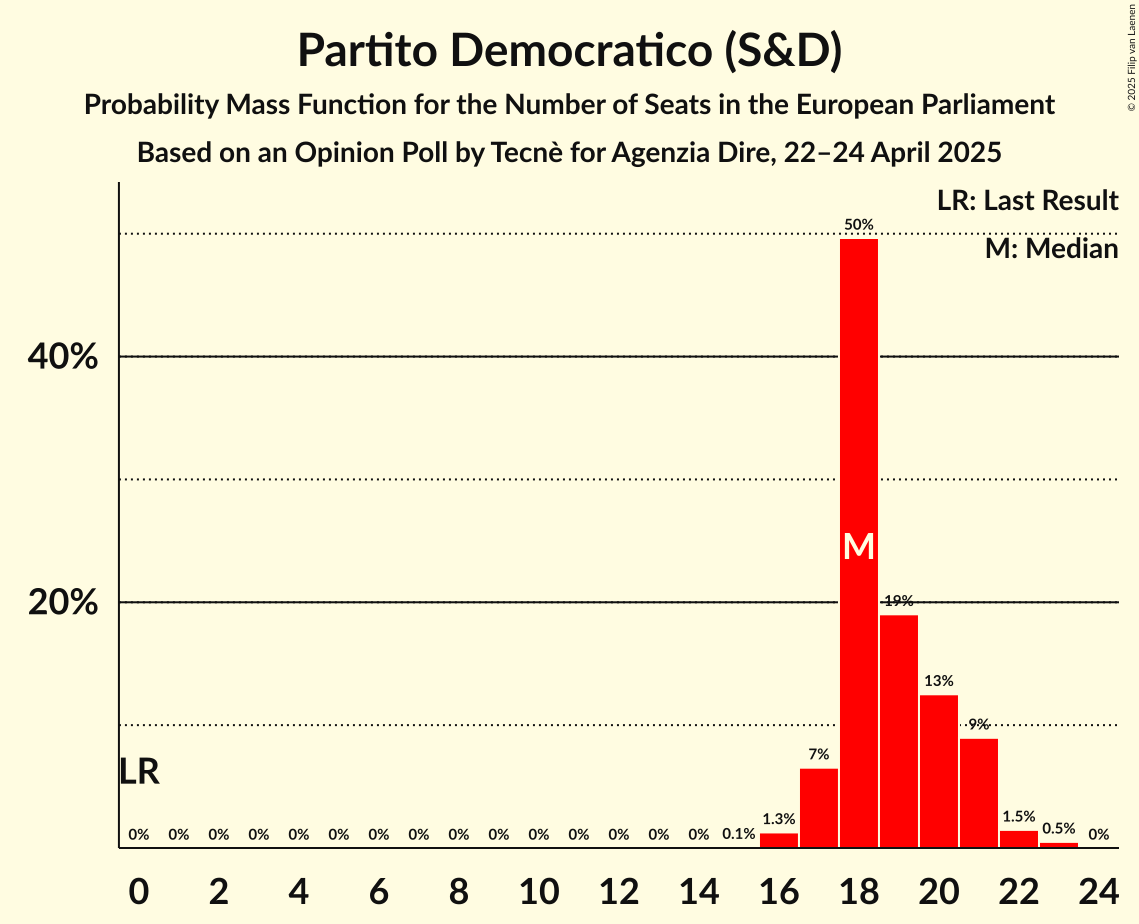 Partito Democratico (S&D)
Probability Mass Function for the Number of Seats in the European Parliament
Based on an Opinion Poll by Tecnè for Agenzia Dire, 22–24 April 2025
© 2025 Filip van Laenen
LR: Last Result
M: Median
50%
40%
M
20%
19%
13%
9%
7%
LR
0% 0% 0% 0% 0% 0% 0% 0% 0% 0% 0% 0% 0% 0% 0% 0.1% 1.3% 1.5% 0.5% 0%
0 2 4 6 8 10 12 14 16 18 20 22 24